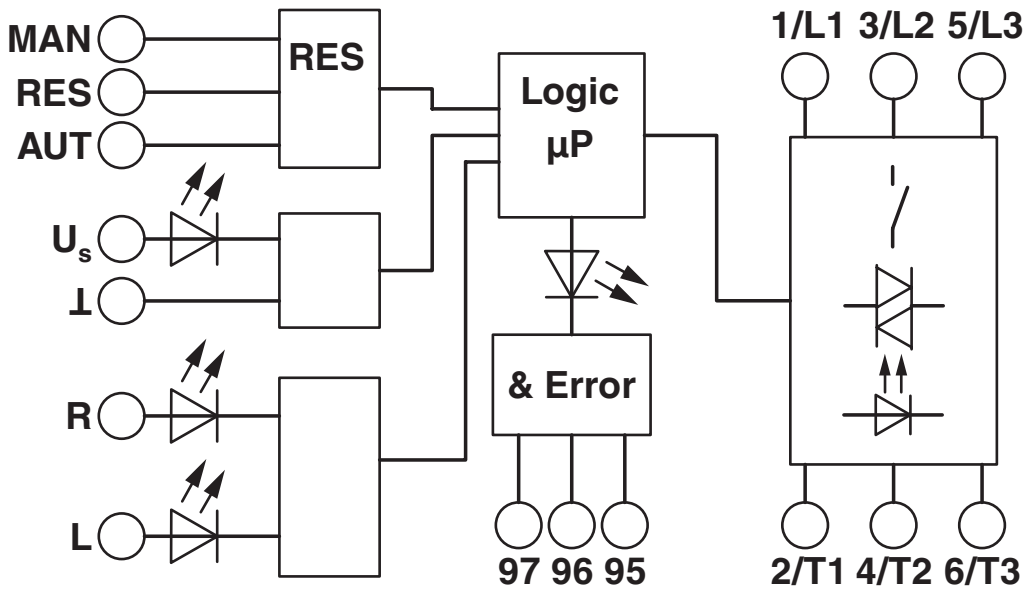 MAN
RES
AUT
RES
Us
⊥
R
L
Logic
µP
& Error
97 96 95
1/L1 3/L2 5/L3
2/T1 4/T2 6/T3